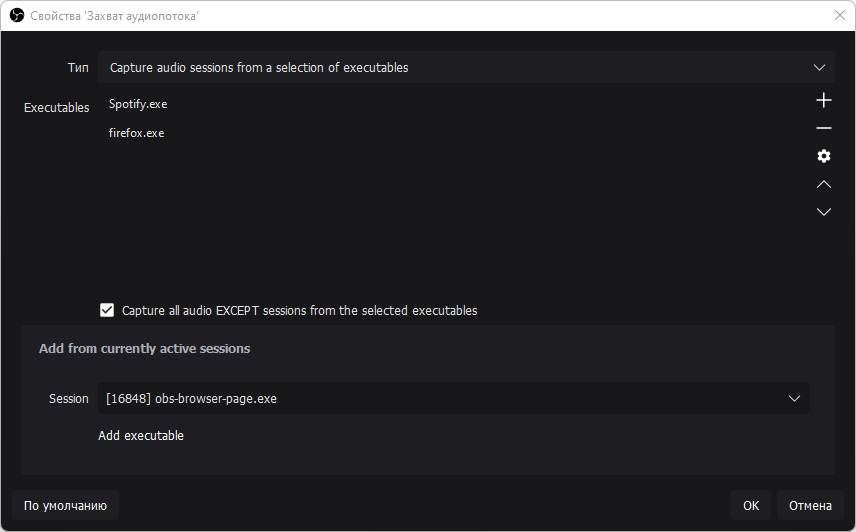 Свойства 'Захват аудиопотока'
Тип Capture audio sessions from a selection of executables
Executables Spotify.exe
firefox.exe
Capture all audio EXCEPT sessions from the selected executables
Add from currently active sessions
Session [16848] obs-browser-page.exe
Add executable
По умолчанию OK Отмена